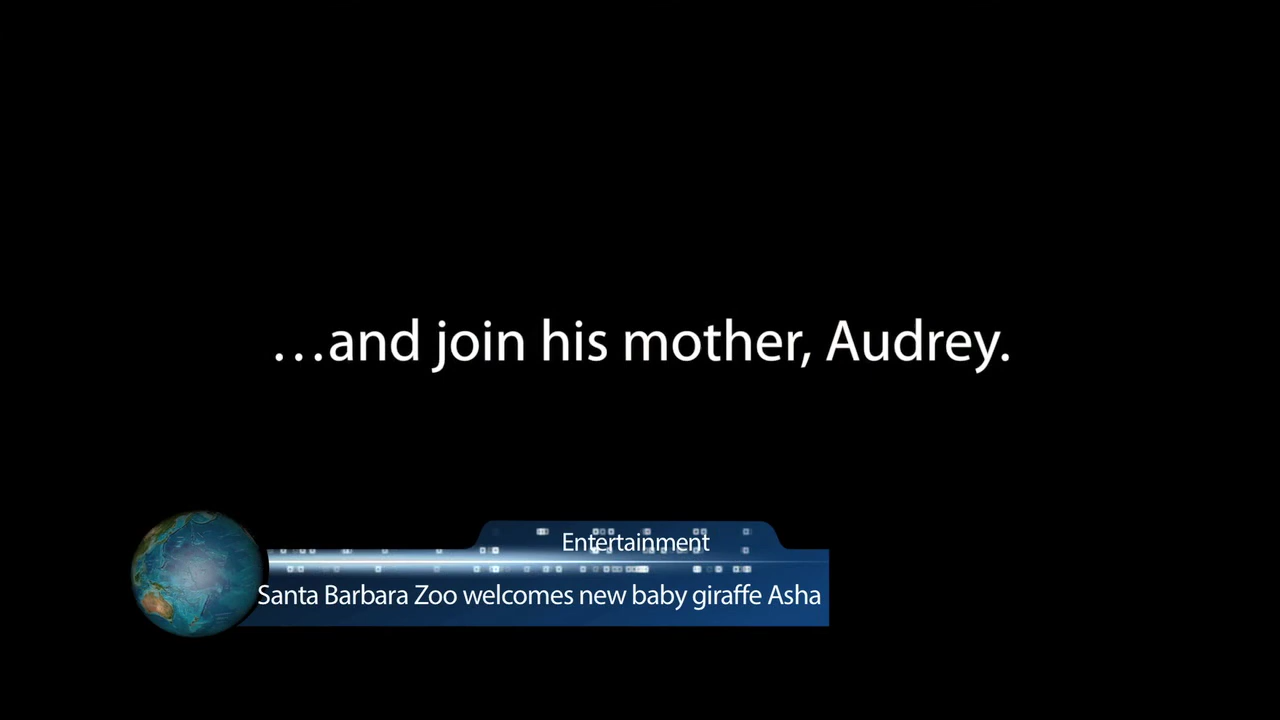 …and join his mother, Audrey.
Entertainment
Santa Barbara Zoo welcomes new baby giraffe Asha